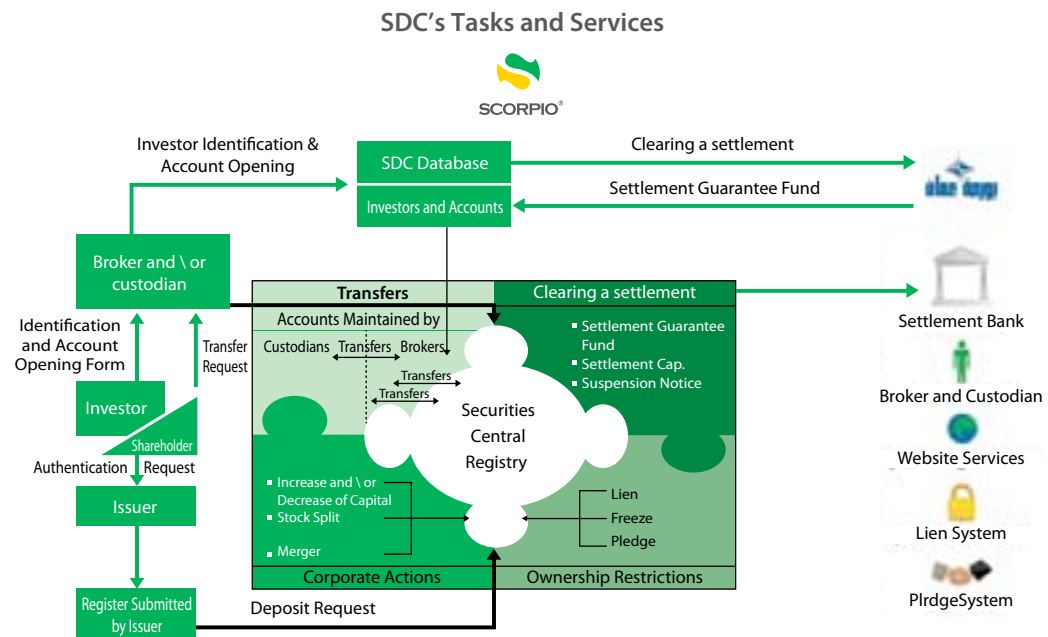 SDC's Tasks and Services
SCORPIO®
Investor Identification &
Account Opening
SDC Database
Investors and Accounts
Clearing a settlement
Settlement Guarantee Fund
Broker and \ or
custodian
Identification
and Account
Opening Form
Transfer
Request
Investor
Shareholder
Authentication
Request
Issuer
Register Submitted
by Issuer
Deposit Request
Transfers
Accounts Maintained by
Custodians
Transfers
Brokers
Transfers
Transfers
Clearing a settlement
Settlement Guarantee
Fund
Settlement Cap.
Suspension Notice
Securities
Central
Registry
Increase and \ or
Decrease of Capital
Stock Split
Merger
Corporate Actions
Lien
Freeze
Pledge
Ownership Restrictions
Settlement Bank
Broker and Custodian
Website Services
Lien System
PlrdgeSystem